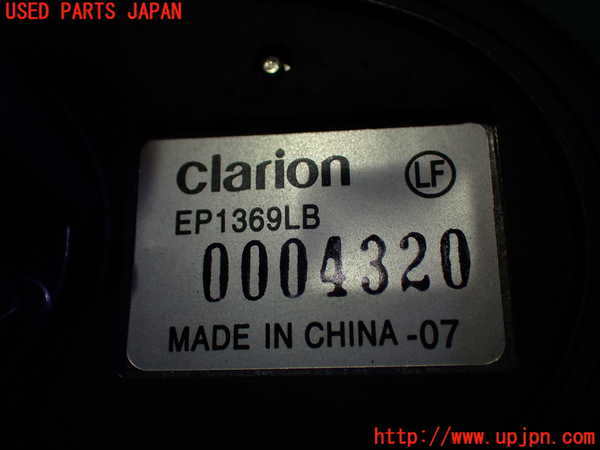 USED PARTS JAPAN
clarion LF
EP1369LB
0004320
MADE IN CHINA -07
http://www.upjpn.com/